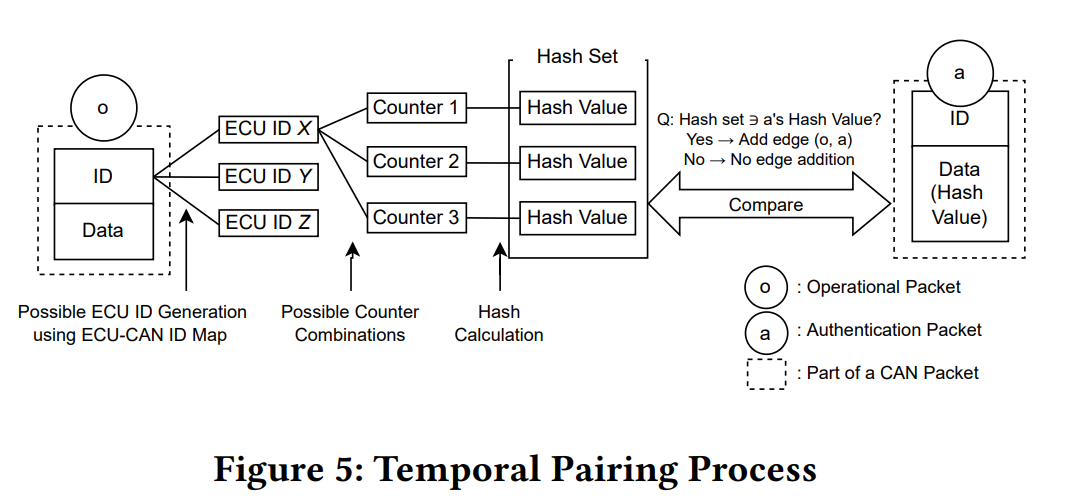 Hash Set
o
a
ID
Data
ECU ID X
ECU ID Y
ECU ID Z
Counter 1
Counter 2
Counter 3
Hash Value
Hash Value
Hash Value
Q: Hash set ∋ a's Hash Value?
Yes → Add edge (o, a)
No → No edge addition
Compare
ID
Data
(Hash
Value)
Possible ECU ID Generation
using ECU-CAN ID Map
Possible Counter
Combinations
Hash
Calculation
o : Operational Packet
a : Authentication Packet
: Part of a CAN Packet
Figure 5: Temporal Pairing Process